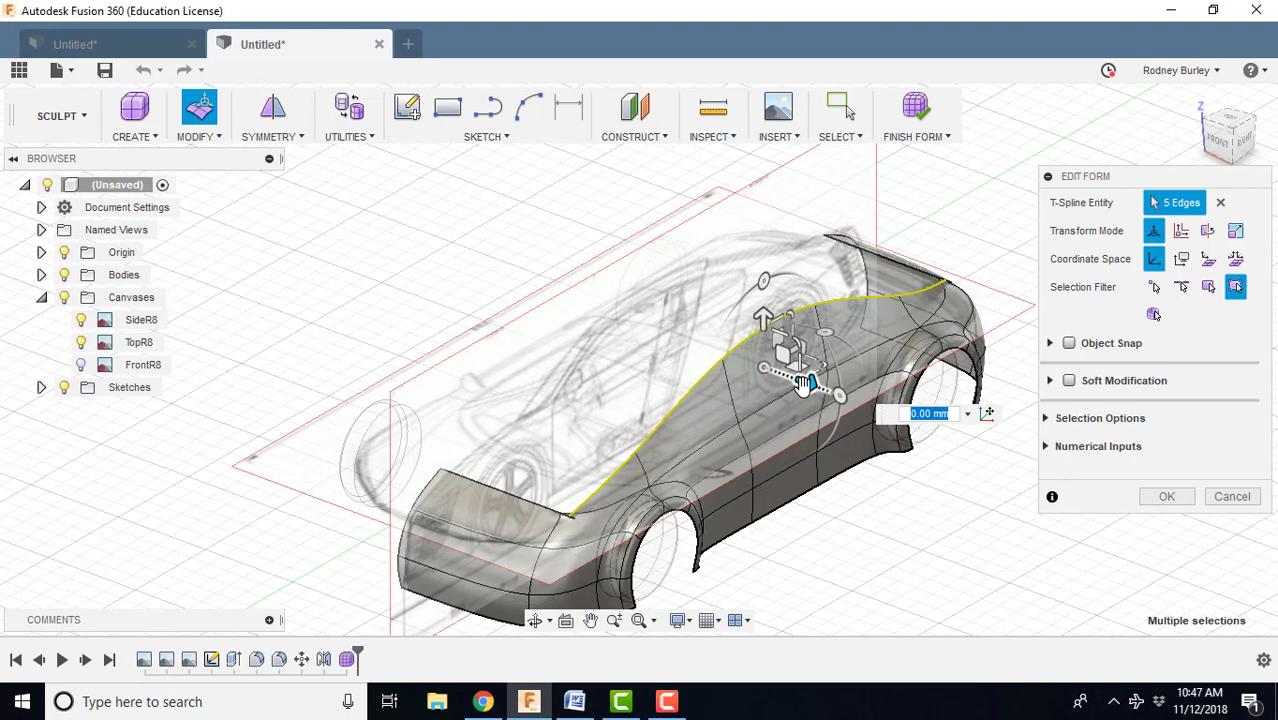 Autodesk Fusion 360 (Education License)
Untitled*
Untitled*
Rodney Burley
SCULPT
CREATE
MODIFY
SYMMETRY
UTILITIES
SKETCH
CONSTRUCT
INSPECT
INSERT
SELECT
FINISH FORM
BROWSER
(Unsaved)
Document Settings
Named Views
Origin
Bodies
Canvases
SideR8
TopR8
FrontR8
Sketches
Z
FRONT
RIGHT
EDIT FORM
T-Spline Entity
5 Edges
Transform Mode
Coordinate Space
Selection Filter
Object Snap
Soft Modification
Selection Options
Numerical Inputs
OK
Cancel
0.00 mm
COMMENTS
Multiple selections
Type here to search
10:47 AM
11/12/2018
1